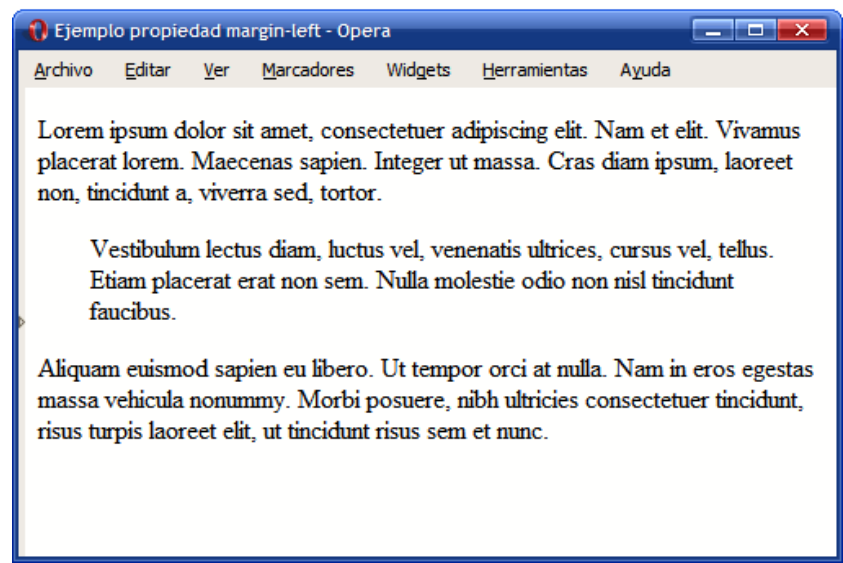 Ejemplo propiedad margin-left - Opera
Archivo Editar Ver Marcadores Widgets Herramientas Ayuda
Lorem ipsum dolor sit amet, consectetuer adipiscing elit. Nam et elit. Vivamus
placerat lorem. Maecenas sapien. Integer ut massa. Cras diam ipsum, laoreet
non, tincidunt a, viverra sed, tortor.
Vestibulum lectus diam, luctus vel, venenatis ultrices, cursus vel, tellus.
Etiam placerat erat non sem. Nulla molestie odio non nisl tincidunt
faucibus.
Aliquam euismod sapien eu libero. Ut tempor orci at nulla. Nam in eros egestas
massa vehicula nonummy. Morbi posuere, nibh ultricies consectetuer tincidunt,
risus turpis laoreet elit, ut tincidunt risus sem et nunc.